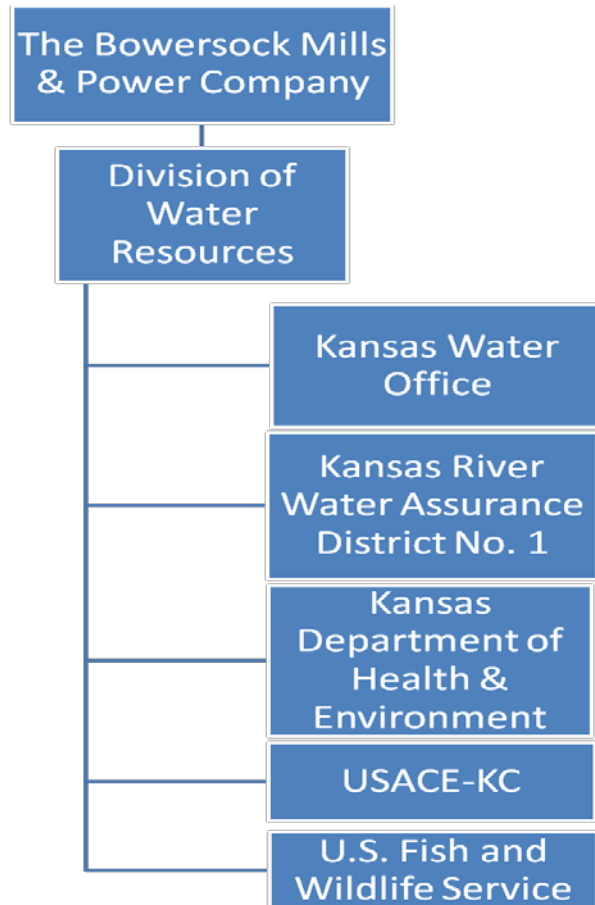 The Bowersock Mills
& Power Company
Division of
Water
Resources
Kansas Water
Office
Kansas River
Water Assurance
District No. 1
Kansas
Department of
Health &
Environment
USACE-KC
U.S. Fish and
Wildlife Service